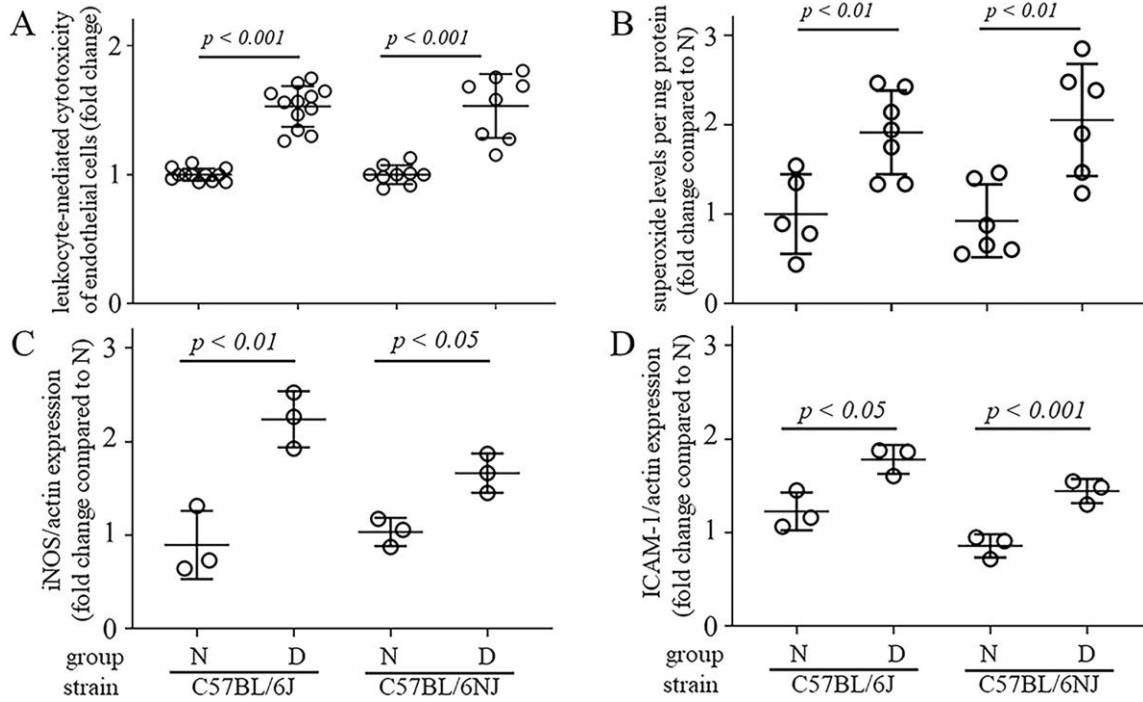 A
leukocyte-mediated cytotoxicity
of endothelial cells (fold change)
2
1
0
p < 0.001
p < 0.001
B
superoxide levels per mg protein
(fold change compared to N)
3
2
1
0
p < 0.01
p < 0.01
C
iNOS/actin expression
(fold change compared to N)
3
2
1
0
p < 0.01
p < 0.05
group N D N D
strain C57BL/6J C57BL/6NJ
D
ICAM-1/actin expression
(fold change compared to N)
3
2
1
0
p < 0.05
p < 0.001
N D N D
C57BL/6J C57BL/6NJ